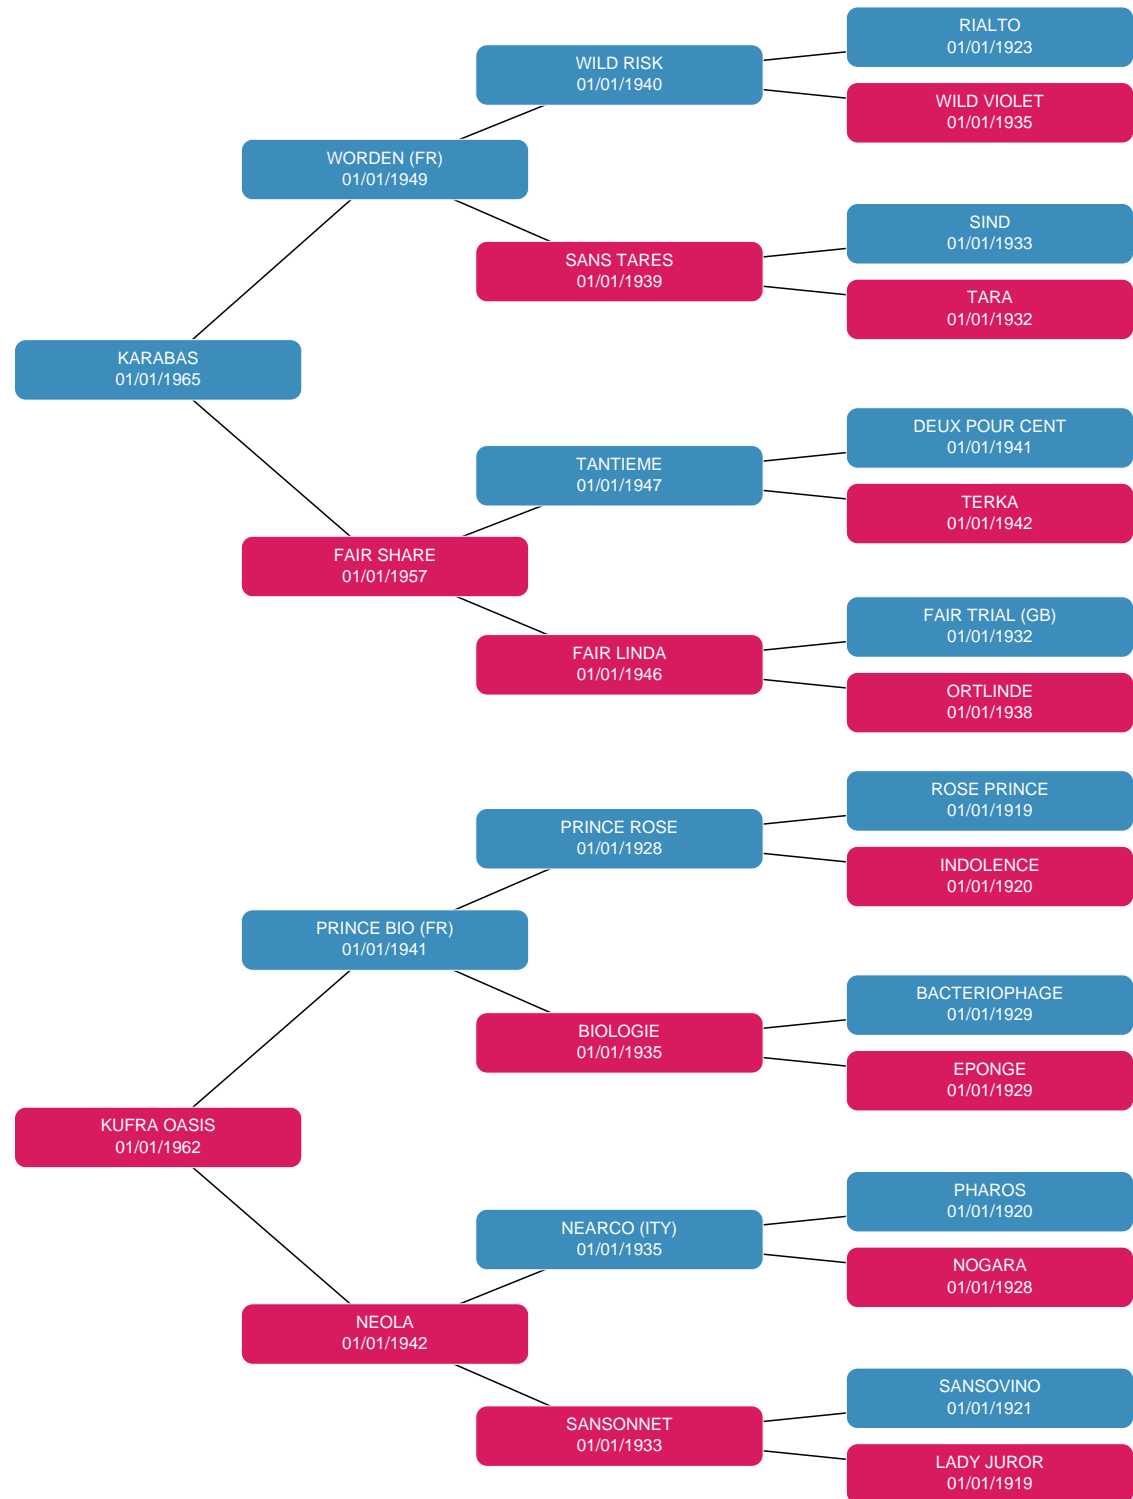 RIALTO
01/01/1923
WILD RISK
01/01/1940
WILD VIOLET
01/01/1935
WORDEN (FR)
01/01/1949
SIND
01/01/1933
SANS TARES
01/01/1939
TARA
01/01/1932
KARABAS
01/01/1965
DEUX POUR CENT
01/01/1941
TANTIEME
01/01/1947
TERKA
01/01/1942
FAIR SHARE
01/01/1957
FAIR TRIAL (GB)
01/01/1932
FAIR LINDA
01/01/1946
ORTLINDE
01/01/1938
ROSE PRINCE
01/01/1919
PRINCE ROSE
01/01/1928
INDOLENCE
01/01/1920
PRINCE BIO (FR)
01/01/1941
BACTERIOPHAGE
01/01/1929
BIOLOGIE
01/01/1935
EPONGE
01/01/1929
KUFRA OASIS
01/01/1962
PHAROS
01/01/1920
NEARCO (ITY)
01/01/1935
NOGARA
01/01/1928
NEOLA
01/01/1942
SANSOVINO
01/01/1921
SANSONNET
01/01/1933
LADY JUROR
01/01/1919